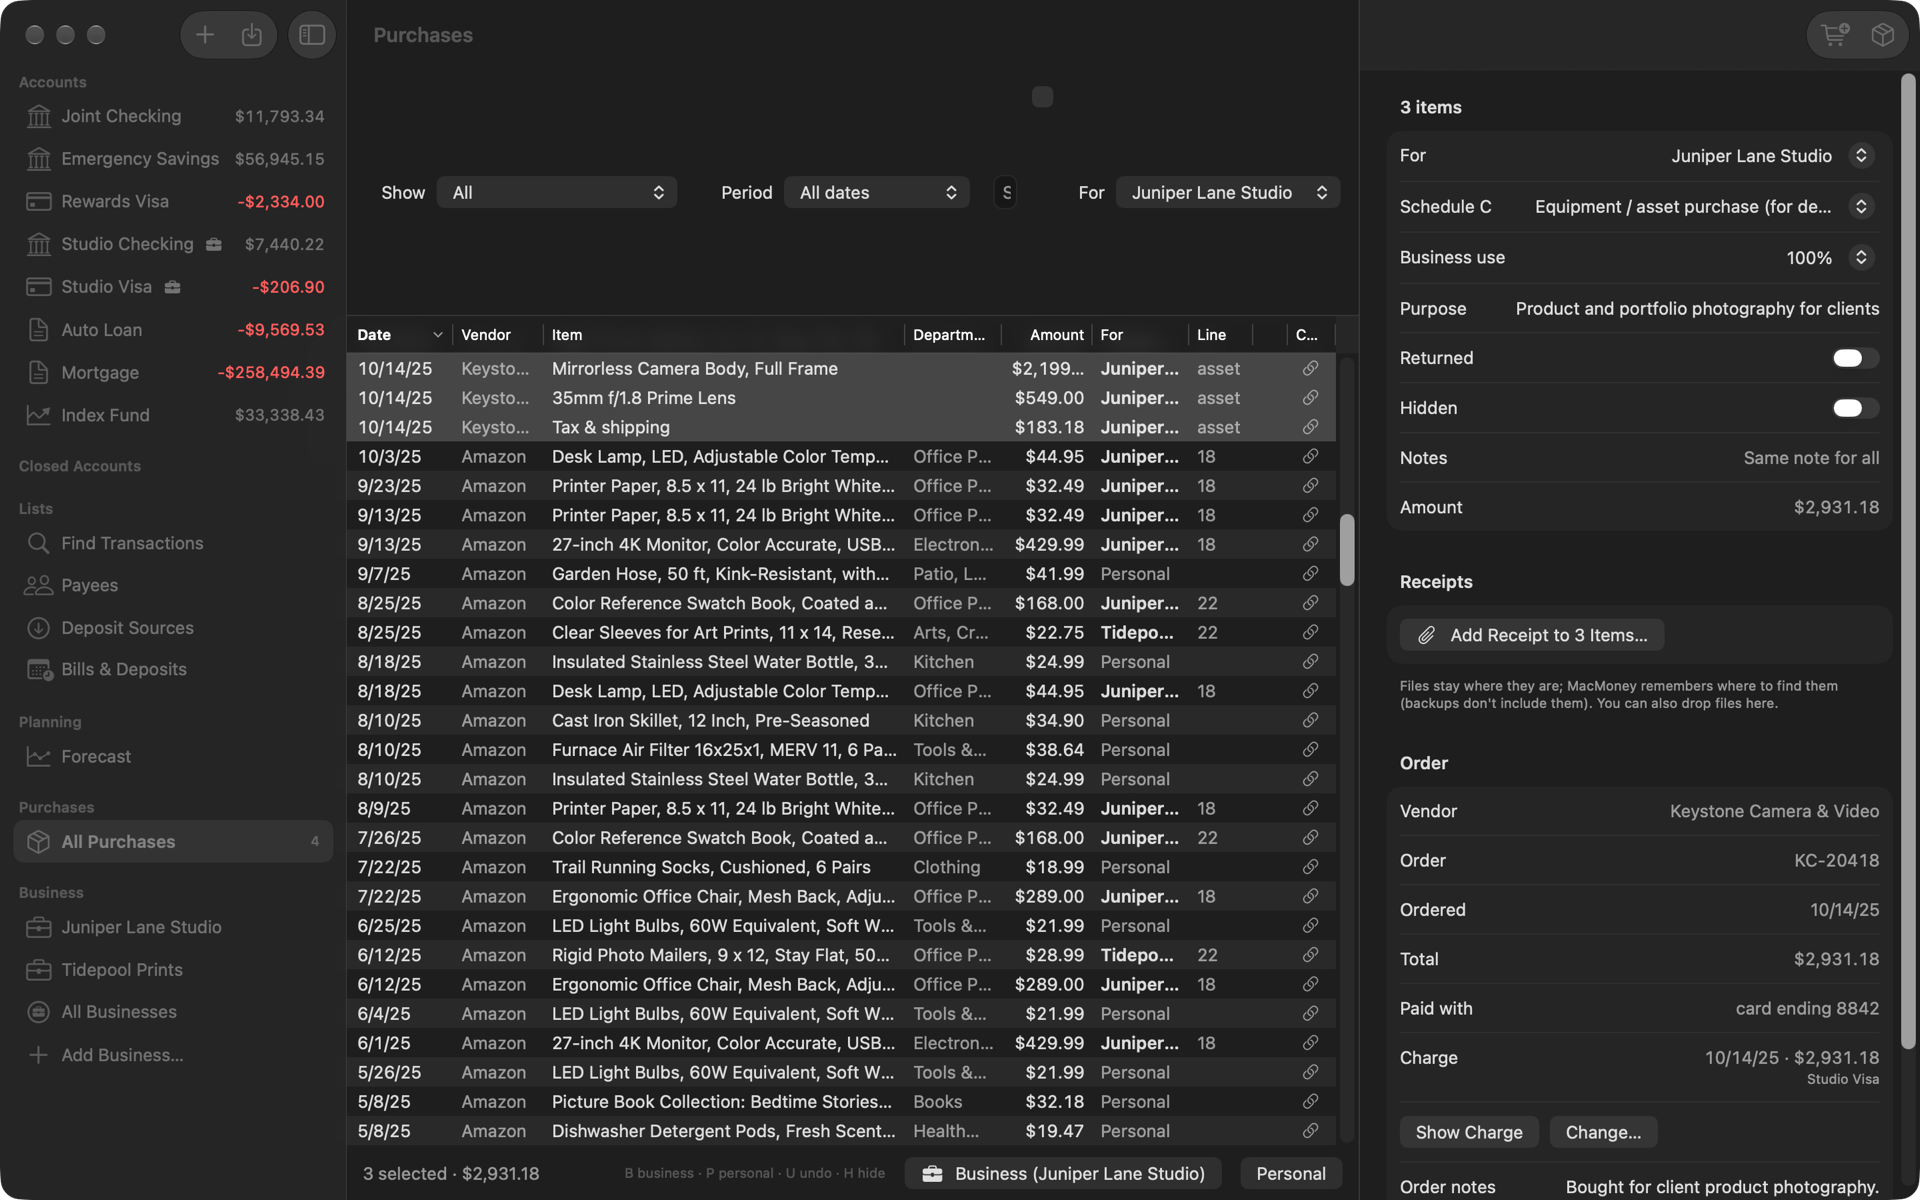 Accounts
Joint Checking $11,793.34
Emergency Savings $56,945.15
Rewards Visa -$2,334.00
Studio Checking $7,440.22
Studio Visa -$206.90
Auto Loan -$9,569.53
Mortgage -$258,494.39
Index Fund $33,338.43
Closed Accounts
Lists
Find Transactions
Payees
Deposit Sources
Bills & Deposits
Planning
Forecast
Purchases
All Purchases 4
Business
Juniper Lane Studio
Tidepool Prints
All Businesses
Add Business...
Purchases
Show All Period All dates S For Juniper Lane Studio
Date Vendor Item Departm... Amount For Line C...
10/14/25 Keysto... Mirrorless Camera Body, Full Frame $2,199... Juniper... asset
10/14/25 Keysto... 35mm f/1.8 Prime Lens $549.00 Juniper... asset
10/14/25 Keysto... Tax & shipping $183.18 Juniper... asset
10/3/25 Amazon Desk Lamp, LED, Adjustable Color Temp... Office P... $44.95 Juniper... 18
9/23/25 Amazon Printer Paper, 8.5 x 11, 24 lb Bright White... Office P... $32.49 Juniper... 18
9/13/25 Amazon Printer Paper, 8.5 x 11, 24 lb Bright White... Office P... $32.49 Juniper... 18
9/13/25 Amazon 27-inch 4K Monitor, Color Accurate, USB... Electron... $429.99 Juniper... 18
9/7/25 Amazon Garden Hose, 50 ft, Kink-Resistant, with... Patio, L... $41.99 Personal
8/25/25 Amazon Color Reference Swatch Book, Coated a... Office P... $168.00 Juniper... 22
8/25/25 Amazon Clear Sleeves for Art Prints, 11 x 14, Rese... Arts, Cr... $22.75 Tidepo... 22
8/18/25 Amazon Insulated Stainless Steel Water Bottle, 3... Kitchen $24.99 Personal
8/18/25 Amazon Desk Lamp, LED, Adjustable Color Temp... Office P... $44.95 Juniper... 18
8/10/25 Amazon Cast Iron Skillet, 12 Inch, Pre-Seasoned Kitchen $34.90 Personal
8/10/25 Amazon Furnace Air Filter 16x25x1, MERV 11, 6 Pa... Tools &... $38.64 Personal
8/10/25 Amazon Insulated Stainless Steel Water Bottle, 3... Kitchen $24.99 Personal
8/9/25 Amazon Printer Paper, 8.5 x 11, 24 lb Bright White... Office P... $32.49 Juniper... 18
7/26/25 Amazon Color Reference Swatch Book, Coated a... Office P... $168.00 Juniper... 22
7/22/25 Amazon Trail Running Socks, Cushioned, 6 Pairs Clothing $18.99 Personal
7/22/25 Amazon Ergonomic Office Chair, Mesh Back, Adju... Office P... $289.00 Juniper... 18
6/25/25 Amazon LED Light Bulbs, 60W Equivalent, Soft W... Tools &... $21.99 Personal
6/12/25 Amazon Rigid Photo Mailers, 9 x 12, Stay Flat, 50... Office P... $28.99 Tidepo... 22
6/12/25 Amazon Ergonomic Office Chair, Mesh Back, Adju... Office P... $289.00 Juniper... 18
6/4/25 Amazon LED Light Bulbs, 60W Equivalent, Soft W... Tools &... $21.99 Personal
6/1/25 Amazon 27-inch 4K Monitor, Color Accurate, USB... Electron... $429.99 Juniper... 18
5/26/25 Amazon LED Light Bulbs, 60W Equivalent, Soft W... Tools &... $21.99 Personal
5/8/25 Amazon Picture Book Collection: Bedtime Stories... Books $32.18 Personal
5/8/25 Amazon Dishwasher Detergent Pods, Fresh Scent... Health... $19.47 Personal
3 selected · $2,931.18 B business · P personal · U undo · H hide Business (Juniper Lane Studio) Personal
3 items
For Juniper Lane Studio
Schedule C Equipment / asset purchase (for de...
Business use 100%
Purpose Product and portfolio photography for clients
Returned
Hidden
Notes Same note for all
Amount $2,931.18
Receipts
Add Receipt to 3 Items...
Files stay where they are; MacMoney remembers where to find them
(backups don't include them). You can also drop files here.
Order
Vendor Keystone Camera & Video
Order KC-20418
Ordered 10/14/25
Total $2,931.18
Paid with card ending 8842
Charge 10/14/25 · $2,931.18
Studio Visa
Show Charge Change...
Order notes Bought for client product photography.